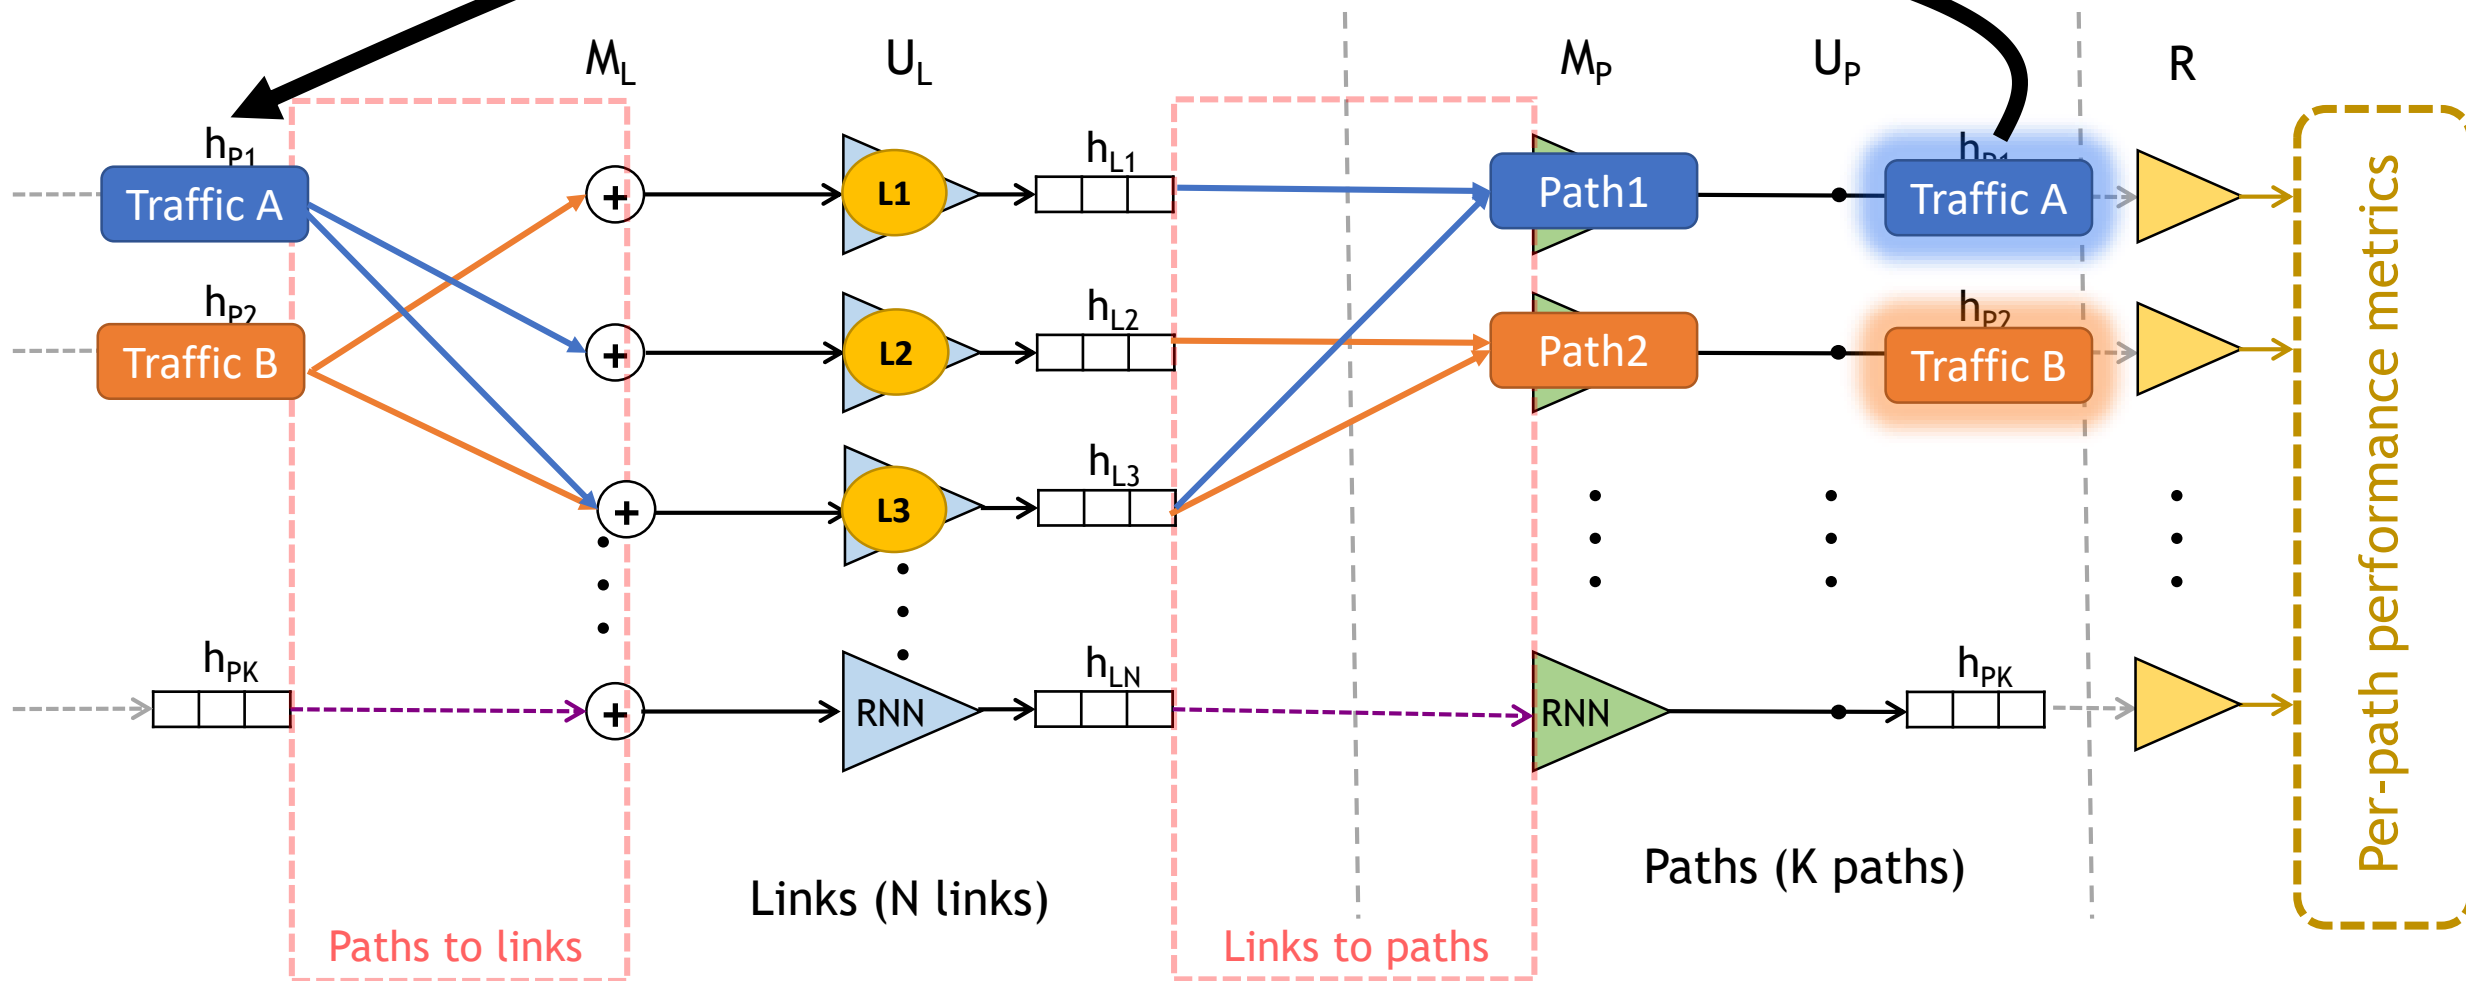 M_L U_L M_P U_P R
h_P1 h_L1 h_P1
Traffic A + L1 Path1 Traffic A
h_P2 h_L2 h_P2
Traffic B + L2 Path2 Traffic B
h_L3
+ L3
h_PK h_LN h_PK
+ RNN RNN
Links (N links) Paths (K paths)
Paths to links Links to paths
Per-path performance metrics